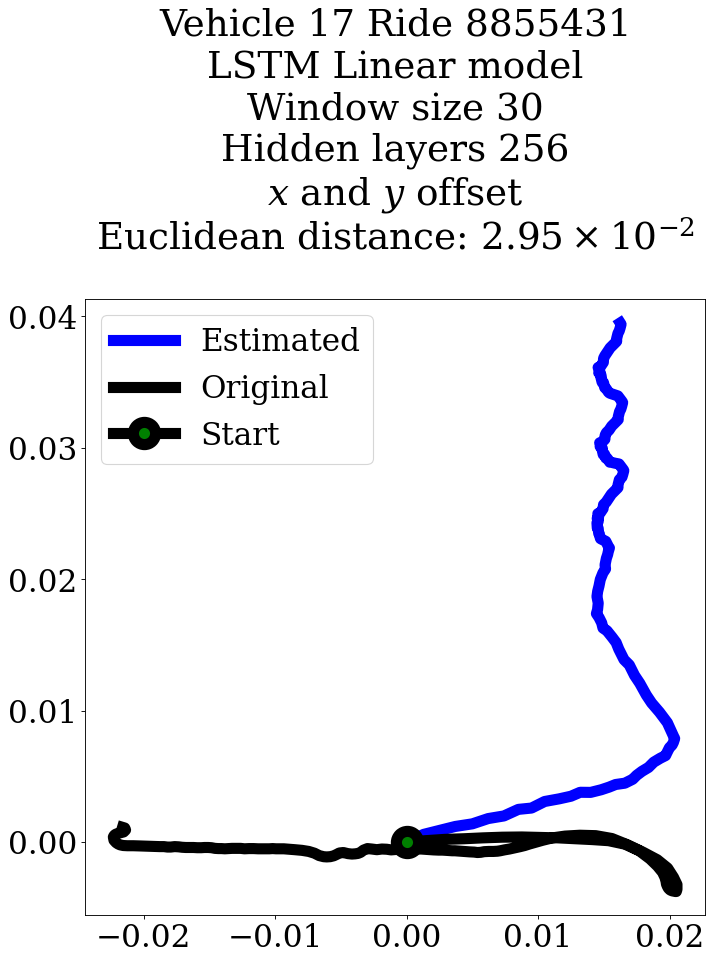 Vehicle 17 Ride 8855431
LSTM Linear model
Window size 30
Hidden layers 256
x and y offset
Euclidean distance: 2.95 × 10⁻²
Estimated
Original
Start
0.04
0.03
0.02
0.01
0.00
−0.02
−0.01
0.00
0.01
0.02